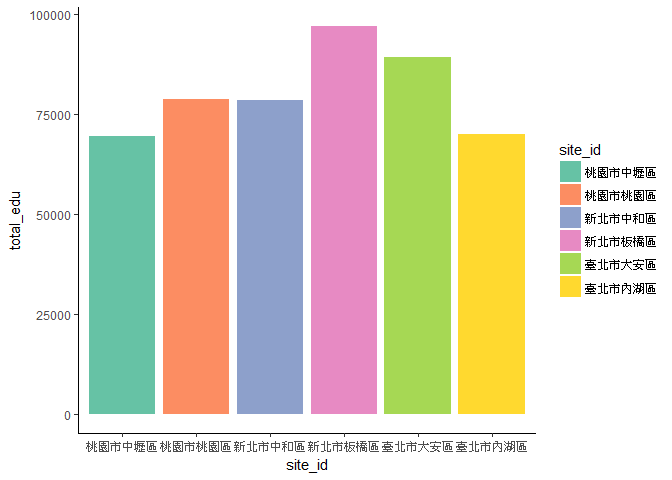 100000
75000
50000
25000
0
total_edu
桃園市中壢區 桃園市桃園區 新北市中和區 新北市板橋區 臺北市大安區 臺北市內湖區
site_id
site_id
桃園市中壢區
桃園市桃園區
新北市中和區
新北市板橋區
臺北市大安區
臺北市內湖區